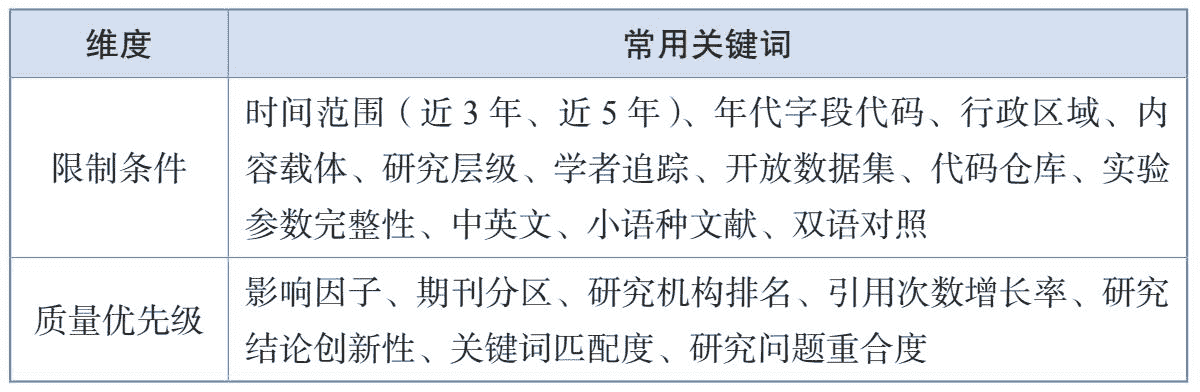 维度
常用关键词
限制条件
时间范围（近 3 年、近 5 年）、年代字段代码、行政区域、内
容载体、研究层级、学者追踪、开放数据集、代码仓库、实验
参数完整性、中英文、小语种文献、双语对照
质量优先级
影响因子、期刊分区、研究机构排名、引用次数增长率、研究
结论创新性、关键词匹配度、研究问题重合度